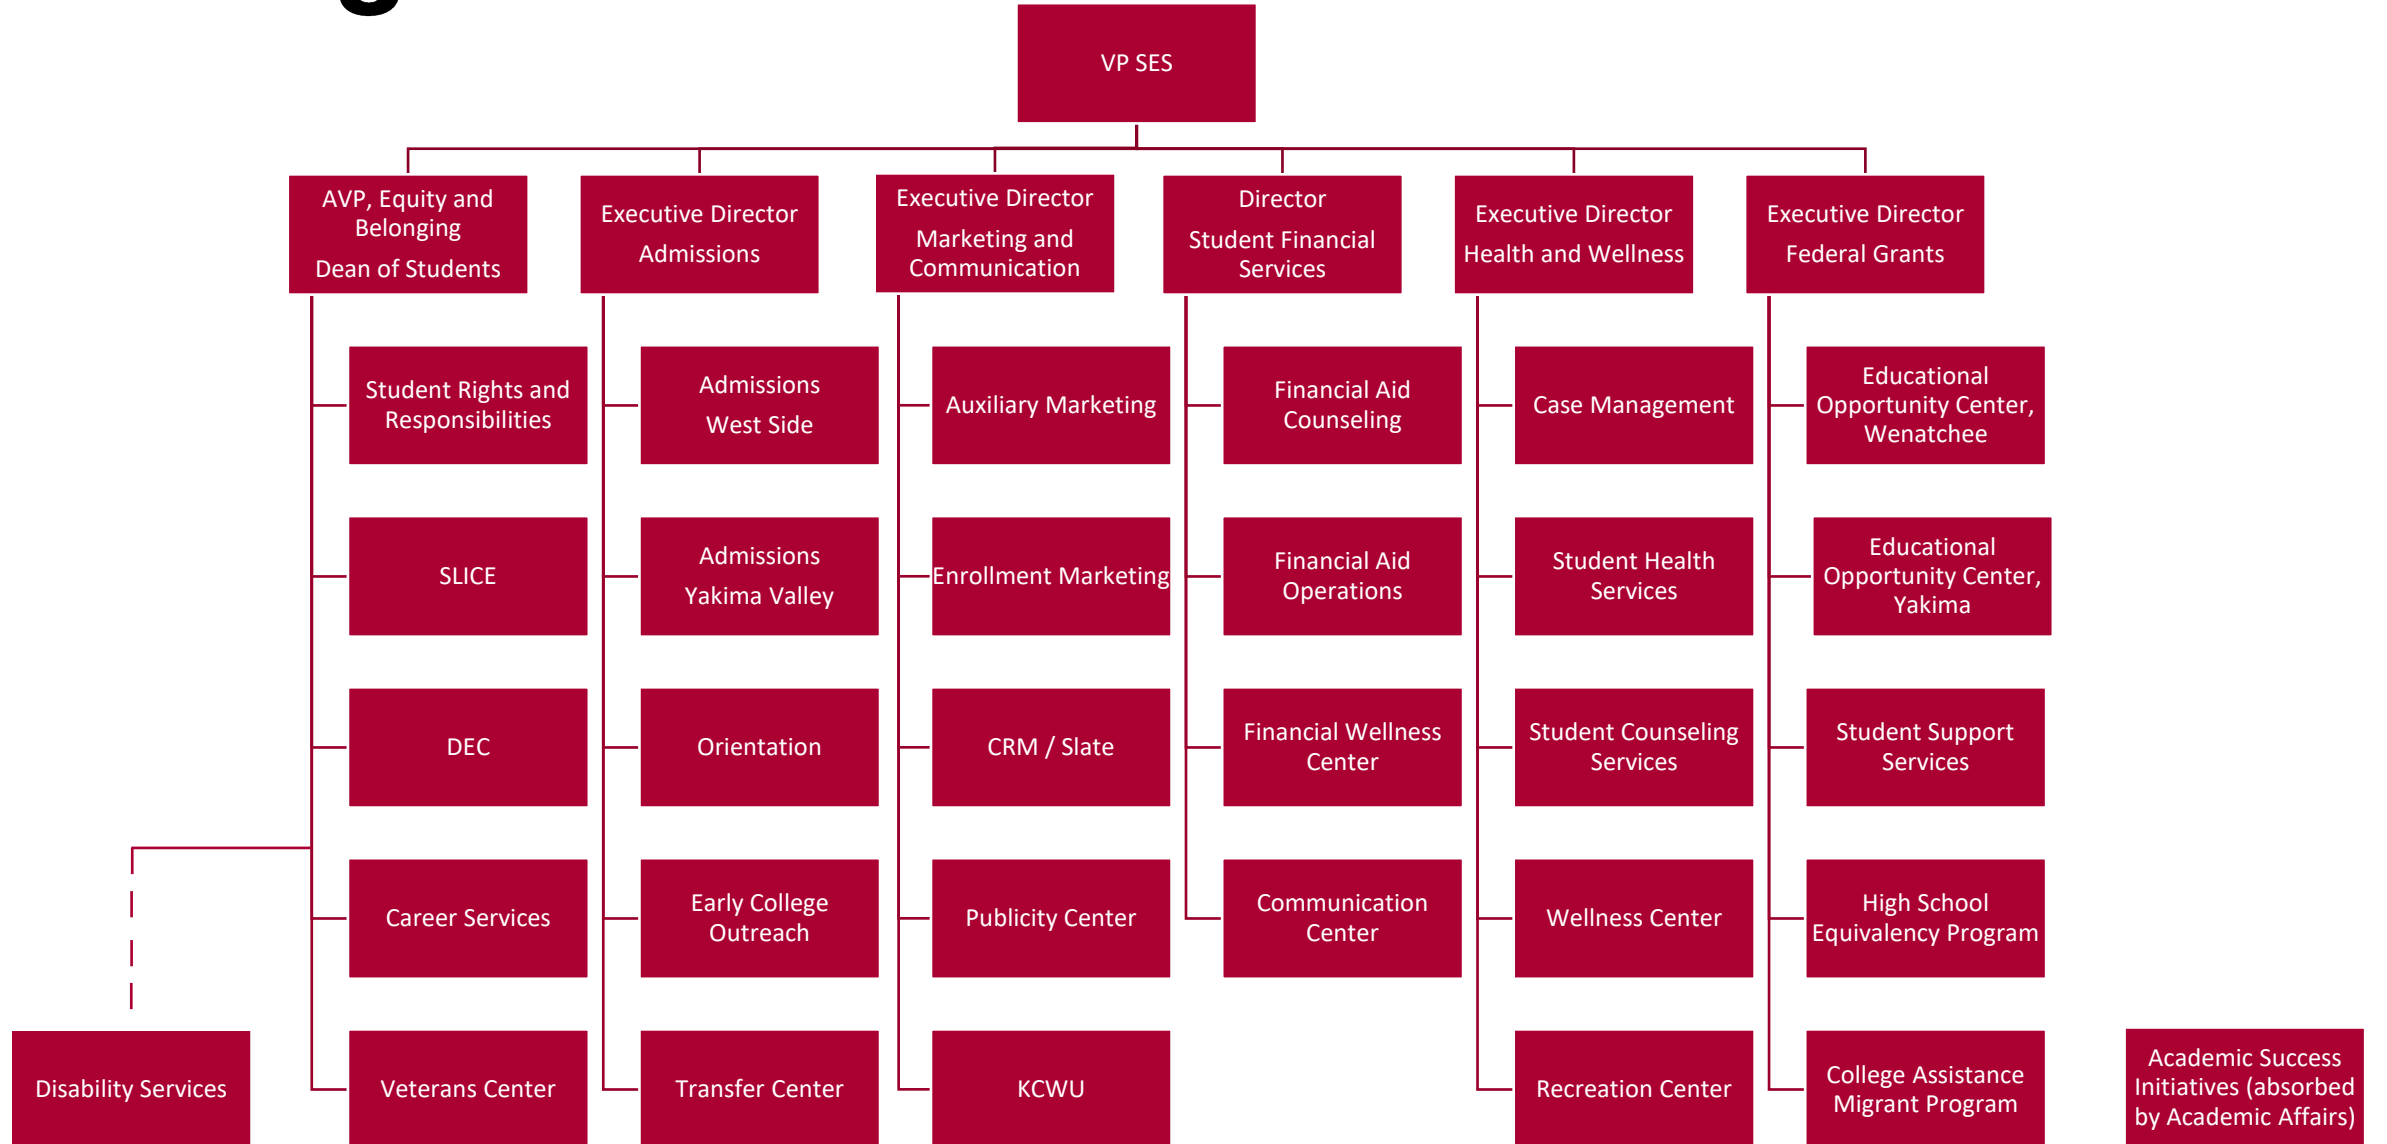 VP SES
AVP, Equity and
Belonging
Dean of Students
Executive Director
Admissions
Executive Director
Marketing and
Communication
Director
Student Financial
Services
Executive Director
Health and Wellness
Executive Director
Federal Grants
Student Rights and
Responsibilities
Admissions
West Side
Auxiliary Marketing
Financial Aid
Counseling
Case Management
Educational
Opportunity Center,
Wenatchee
SLICE
Admissions
Yakima Valley
Enrollment Marketing
Financial Aid
Operations
Student Health
Services
Educational
Opportunity Center,
Yakima
DEC
Orientation
CRM / Slate
Financial Wellness
Center
Student Counseling
Services
Student Support
Services
Career Services
Early College
Outreach
Publicity Center
Communication
Center
Wellness Center
High School
Equivalency Program
Disability Services
Veterans Center
Transfer Center
KCWU
Recreation Center
College Assistance
Migrant Program
Academic Success
Initiatives (absorbed
by Academic Affairs)